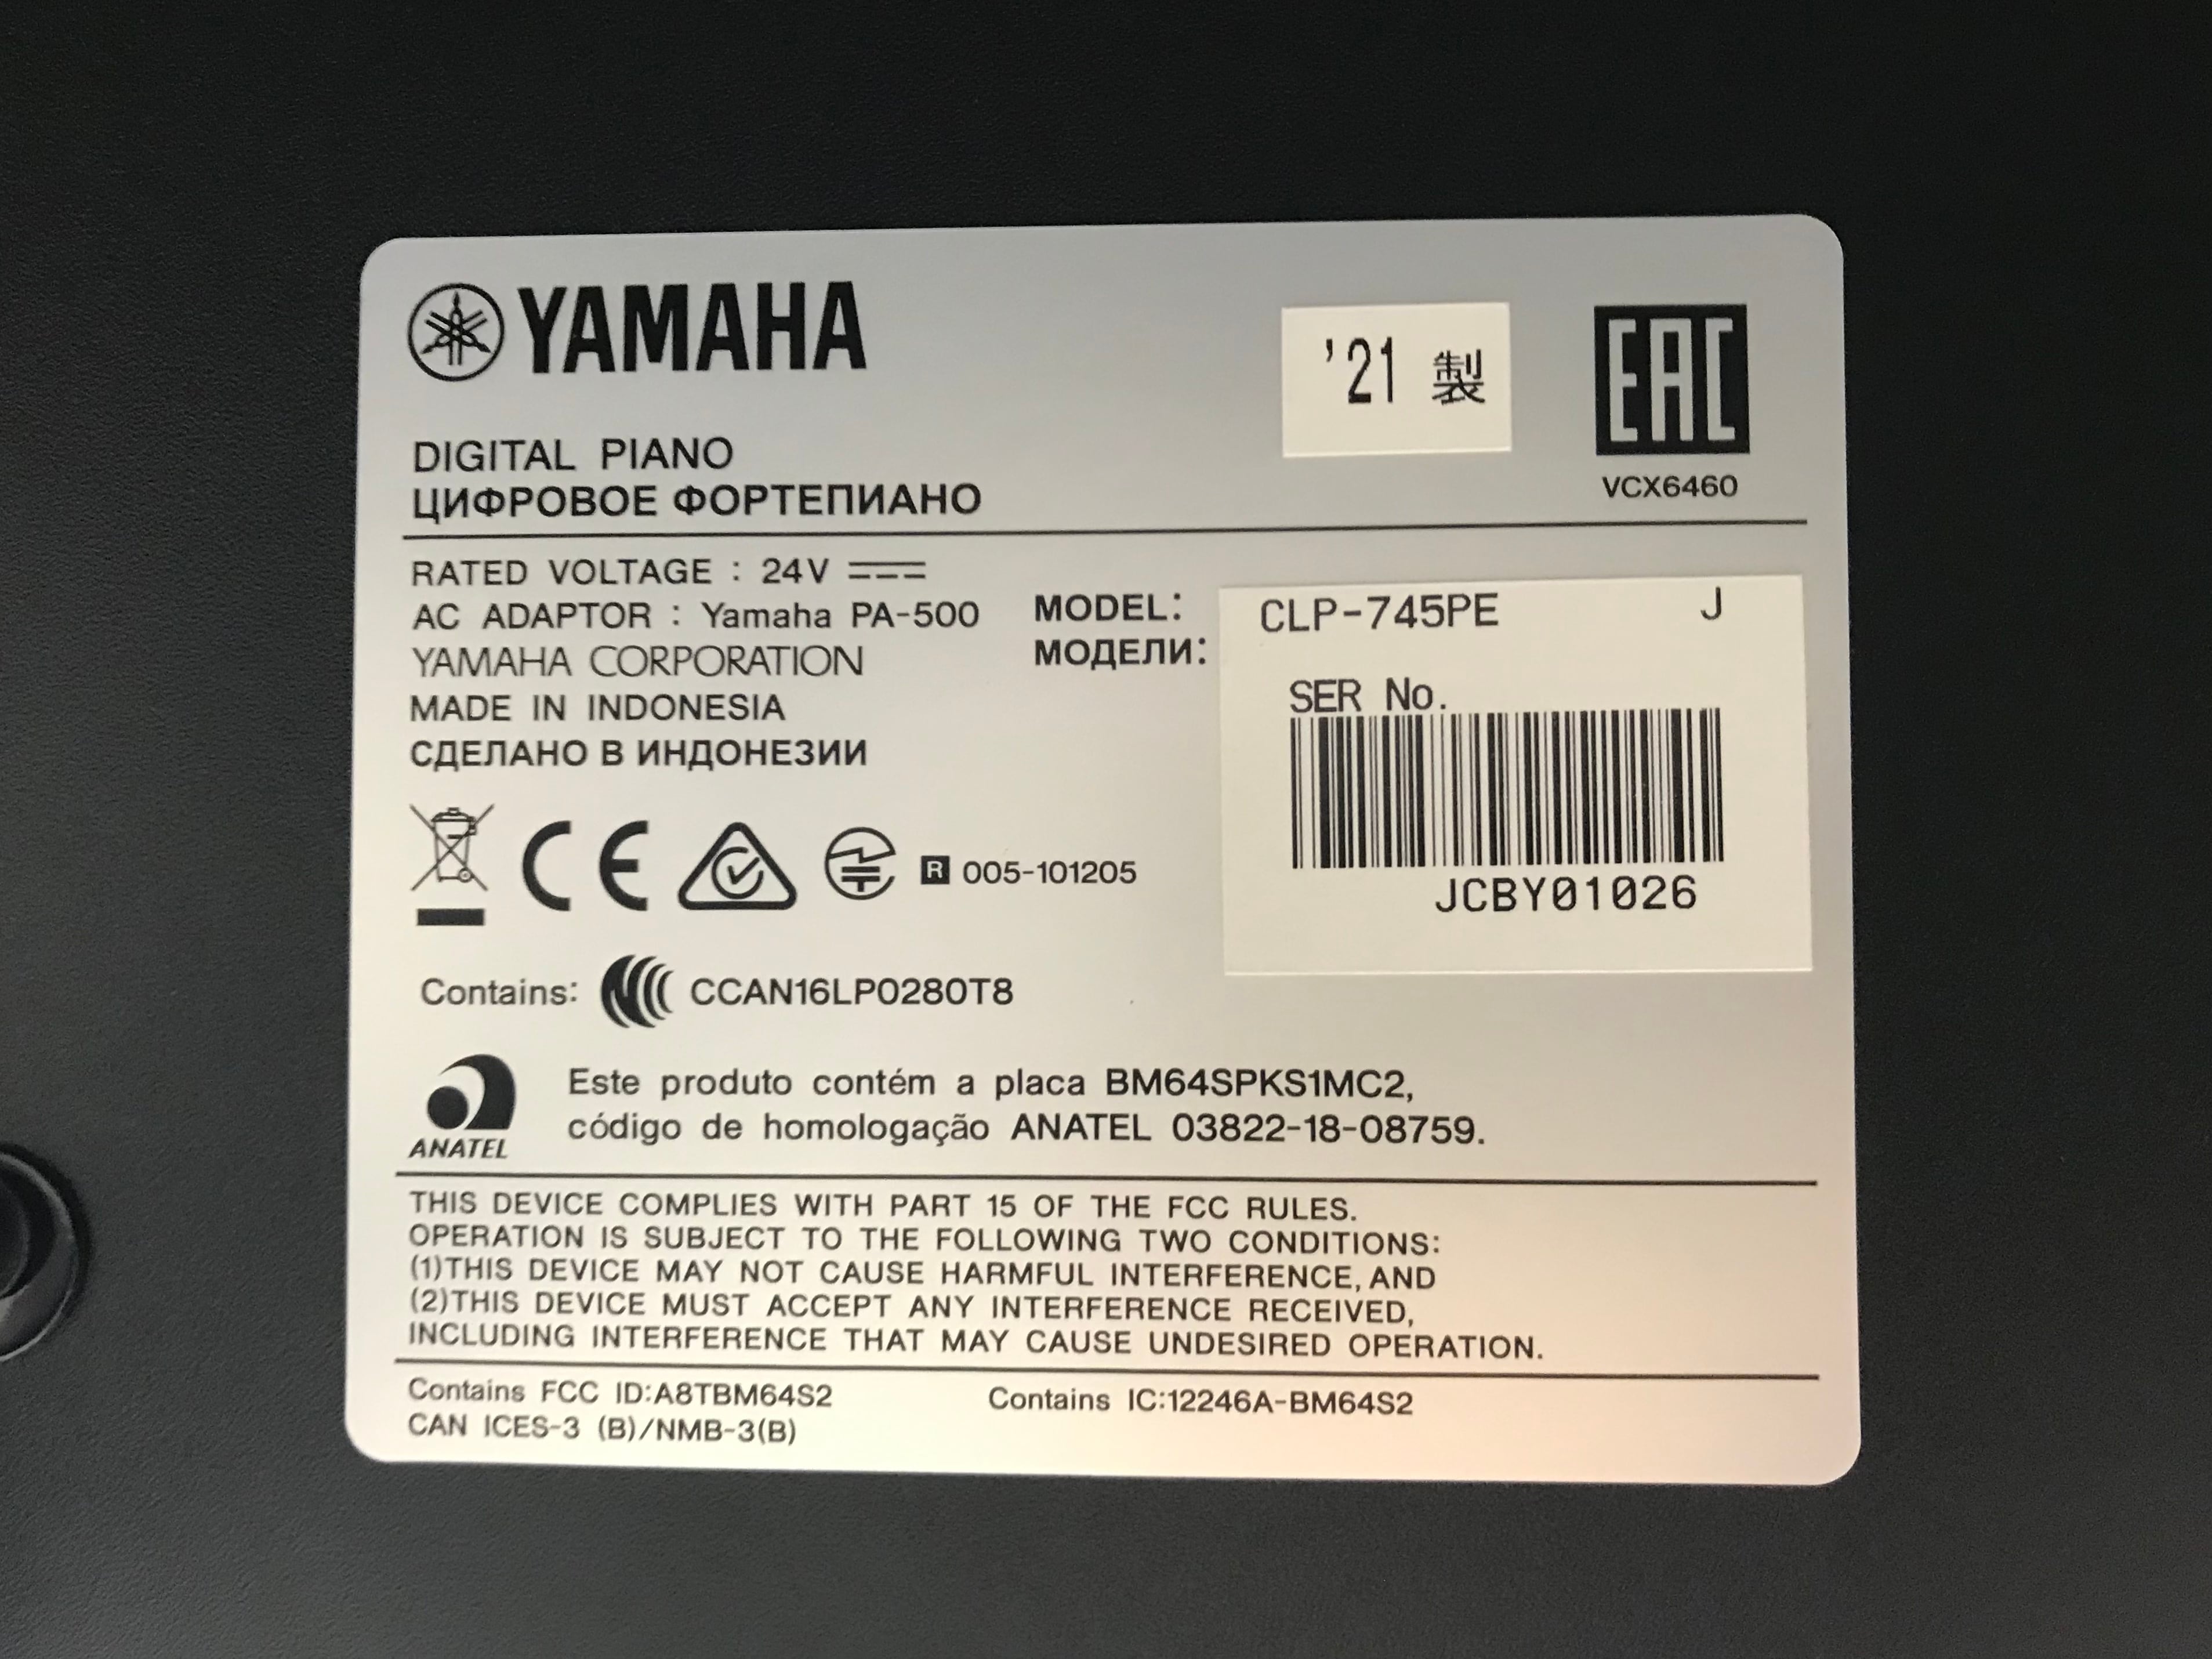 YAMAHA
'21 製
EAC
VCX6460
DIGITAL PIANO
ЦИФРОВОЕ ФОРТЕПИАНО
RATED VOLTAGE : 24V
AC ADAPTOR : Yamaha PA-500
YAMAHA CORPORATION
MADE IN INDONESIA
СДЕЛАНО В ИНДОНЕЗИИ
MODEL:
МОДЕЛИ:
CLP-745PE J
SER No.
JCBY01026
CE
R 005-101205
Contains: CCAN16LP0280T8
ANATEL
Este produto contém a placa BM64SPKS1MC2,
código de homologação ANATEL 03822-18-08759.
THIS DEVICE COMPLIES WITH PART 15 OF THE FCC RULES.
OPERATION IS SUBJECT TO THE FOLLOWING TWO CONDITIONS:
(1)THIS DEVICE MAY NOT CAUSE HARMFUL INTERFERENCE, AND
(2)THIS DEVICE MUST ACCEPT ANY INTERFERENCE RECEIVED,
INCLUDING INTERFERENCE THAT MAY CAUSE UNDESIRED OPERATION.
Contains FCC ID:A8TBM64S2 Contains IC:12246A-BM64S2
CAN ICES-3 (B)/NMB-3(B)